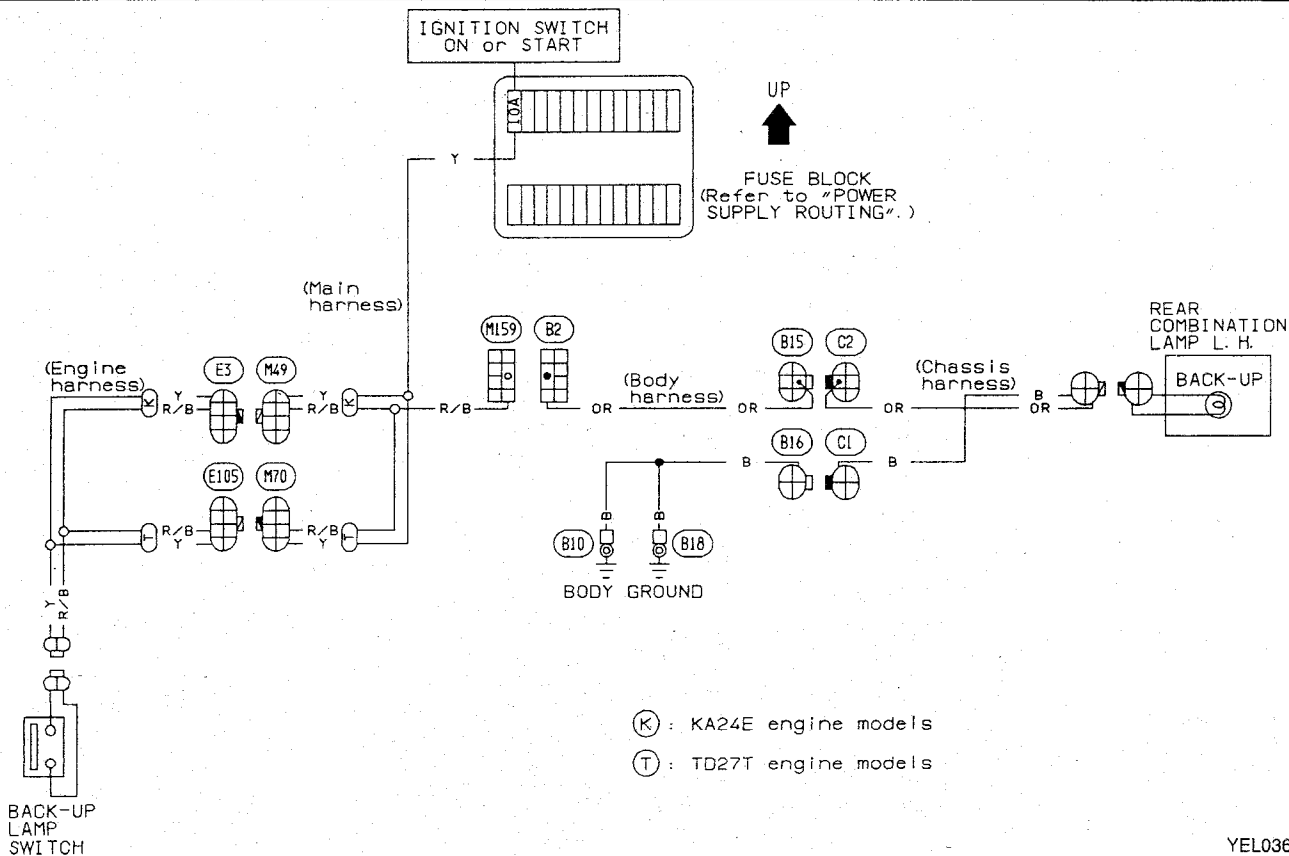 IGNITION SWITCH
ON or START
10A
UP
Y
FUSE BLOCK
(Refer to "POWER
SUPPLY ROUTING".)
(Main
harness)
REAR
COMBINATION
LAMP L. H.
M159
B2
B15
C2
(Engine
harness)
E3
M49
(Body
harness)
(Chassis
harness)
BACK-UP
K
Y
R/B
Y
R/B
K
R/B
OR
OR
OR
B
OR
B16
C1
B
B
E105
M70
T
R/B
Y
R/B
Y
T
B
B
B10
B18
BODY GROUND
Y
R/B
K : KA24E engine models
T : TD27T engine models
BACK-UP
LAMP
SWITCH
YEL036